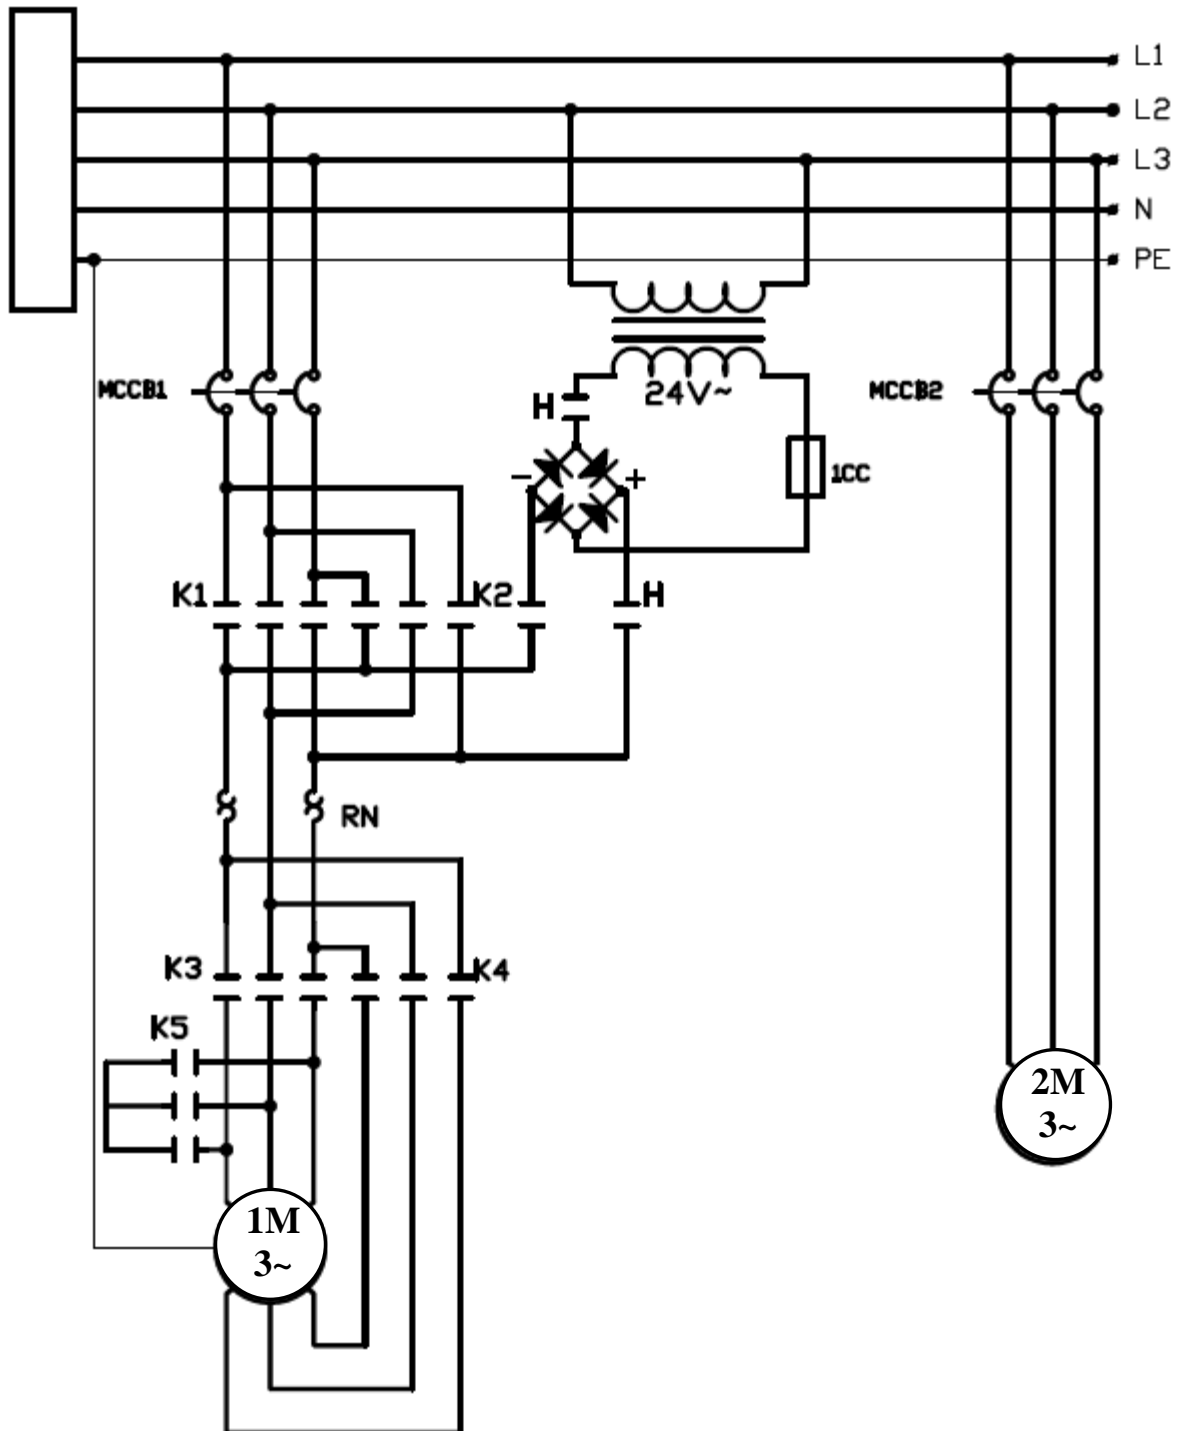 L1
L2
L3
N
PE
MCCB1
H
24V~
MCCB2
- +
1CC
K1
K2
H
RN
K3
K4
K5
1M
3~
2M
3~